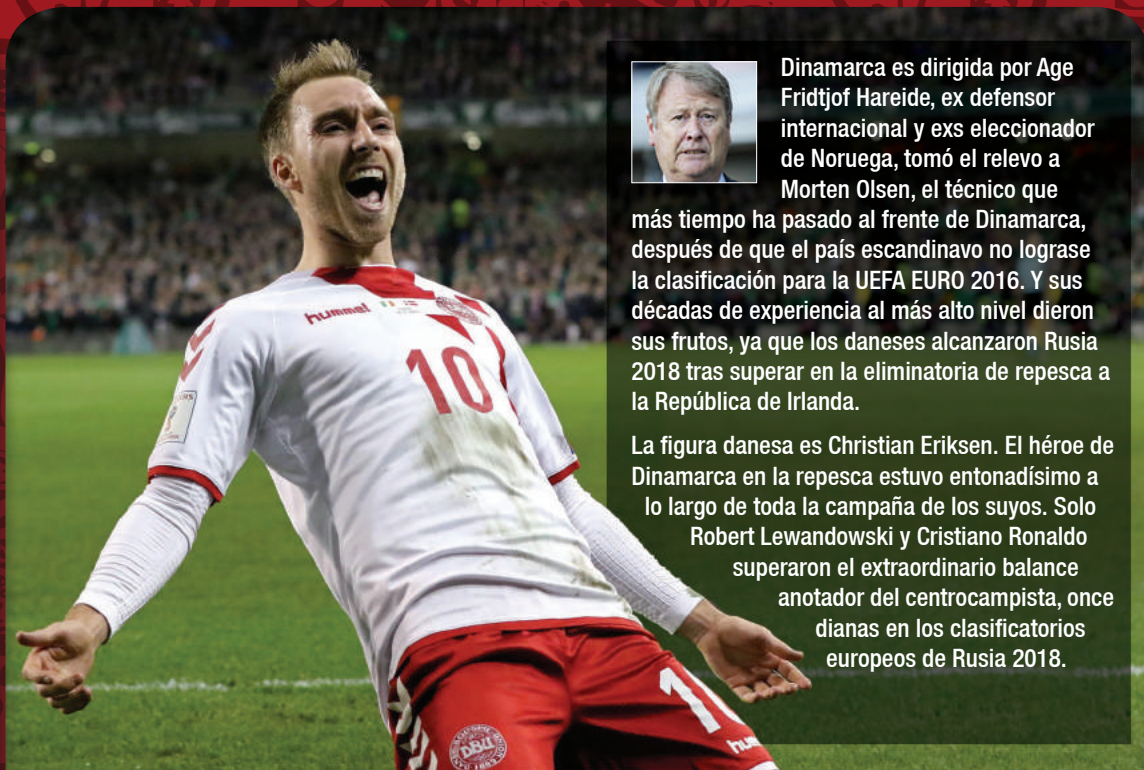 Dinamarca es dirigida por Age
Fridtjof Hareide, ex defensor
internacional y exs eleccionador
de Noruega, tomó el relevo a
Morten Olsen, el técnico que
más tiempo ha pasado al frente de Dinamarca,
después de que el país escandinavo no lograse
la clasificación para la UEFA EURO 2016. Y sus
décadas de experiencia al más alto nivel dieron
sus frutos, ya que los daneses alcanzaron Rusia
2018 tras superar en la eliminatoria de repesca a
la República de Irlanda.
La figura danesa es Christian Eriksen. El héroe de
Dinamarca en la repesca estuvo entonadísimo a
lo largo de toda la campaña de los suyos. Solo
Robert Lewandowski y Cristiano Ronaldo
superaron el extraordinario balance
anotador del centrocampista, once
dianas en los clasificatorios
europeos de Rusia 2018.
hummel
10
DBU